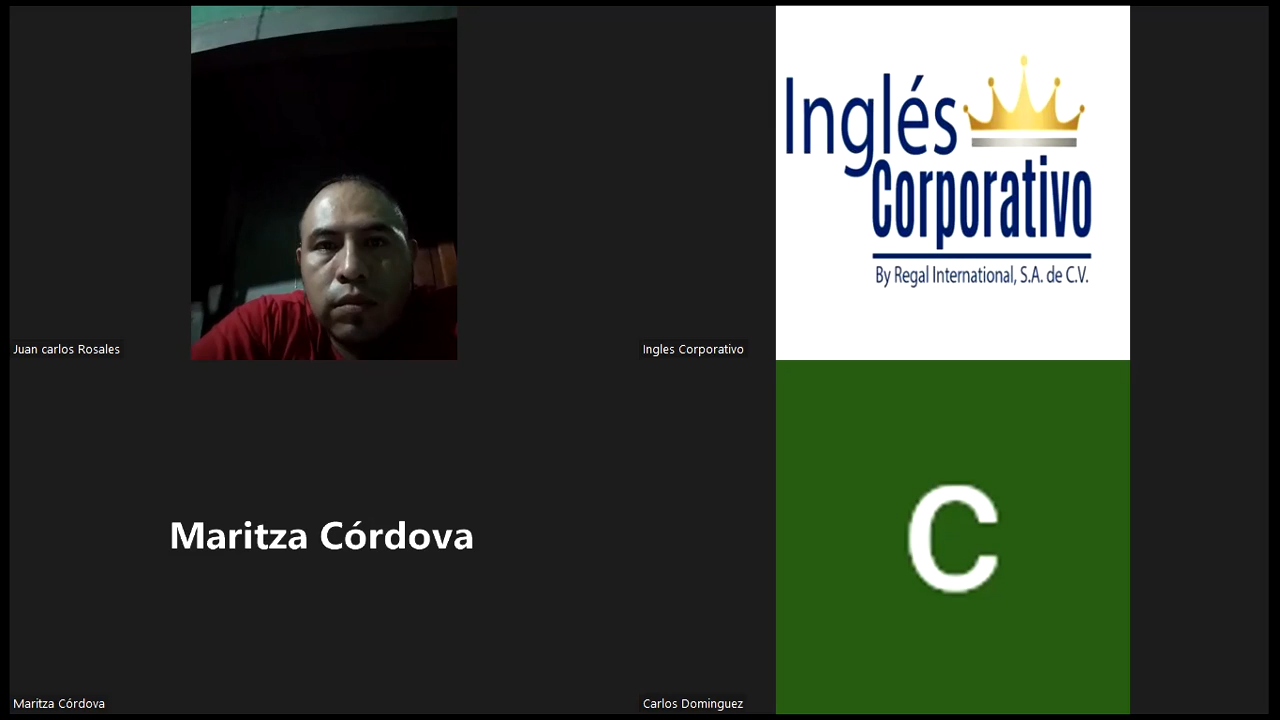 Inglés
Corporativo
By Regal International, S.A. de C.V.
Juan carlos Rosales
Ingles Corporativo
Maritza Córdova
C
Maritza Córdova
Carlos Dominguez